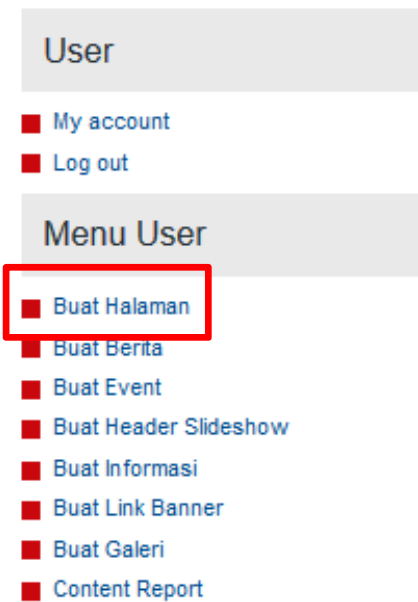 User
My account
Log out
Menu User
Buat Halaman
Buat Berita
Buat Event
Buat Header Slideshow
Buat Informasi
Buat Link Banner
Buat Galeri
Content Report